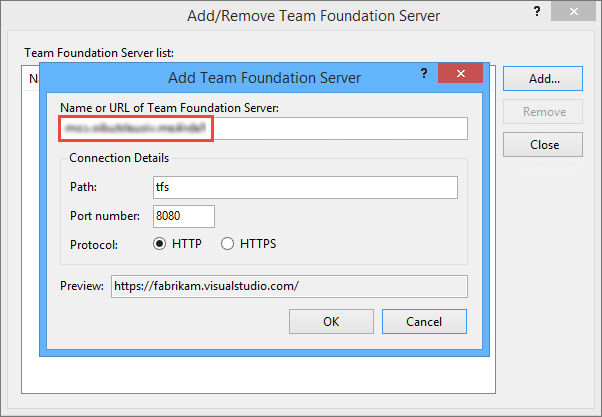 Add/Remove Team Foundation Server
?
Team Foundation Server list:
Add...
Remove
Close
Add Team Foundation Server
?
Name or URL of Team Foundation Server:
Connection Details
Path: tfs
Port number: 8080
Protocol: HTTP HTTPS
Preview: https://fabrikam.visualstudio.com/
OK Cancel